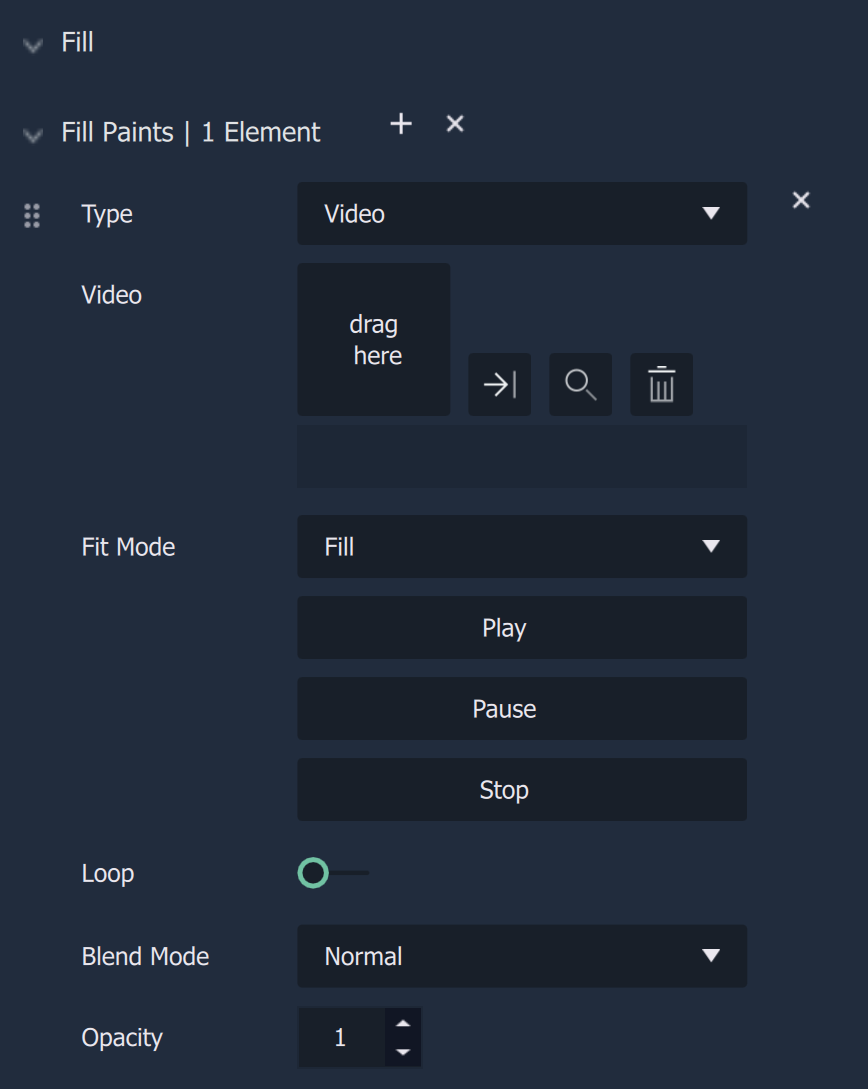 Fill
Fill Paints | 1 Element
Type
Video
Video
drag
here
Fit Mode
Fill
Play
Pause
Stop
Loop
Blend Mode
Normal
Opacity
1